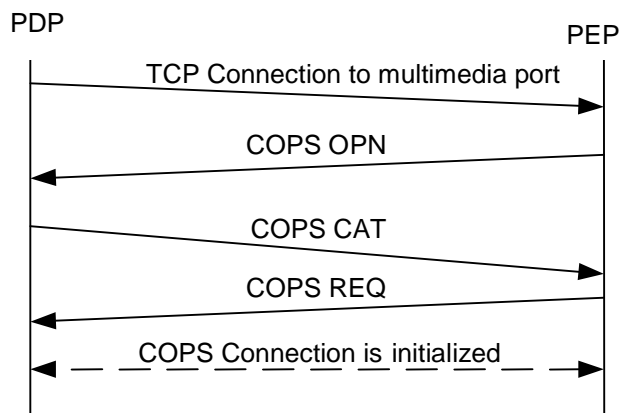 PDP
PEP
TCP Connection to multimedia port
COPS OPN
COPS CAT
COPS REQ
COPS Connection is initialized